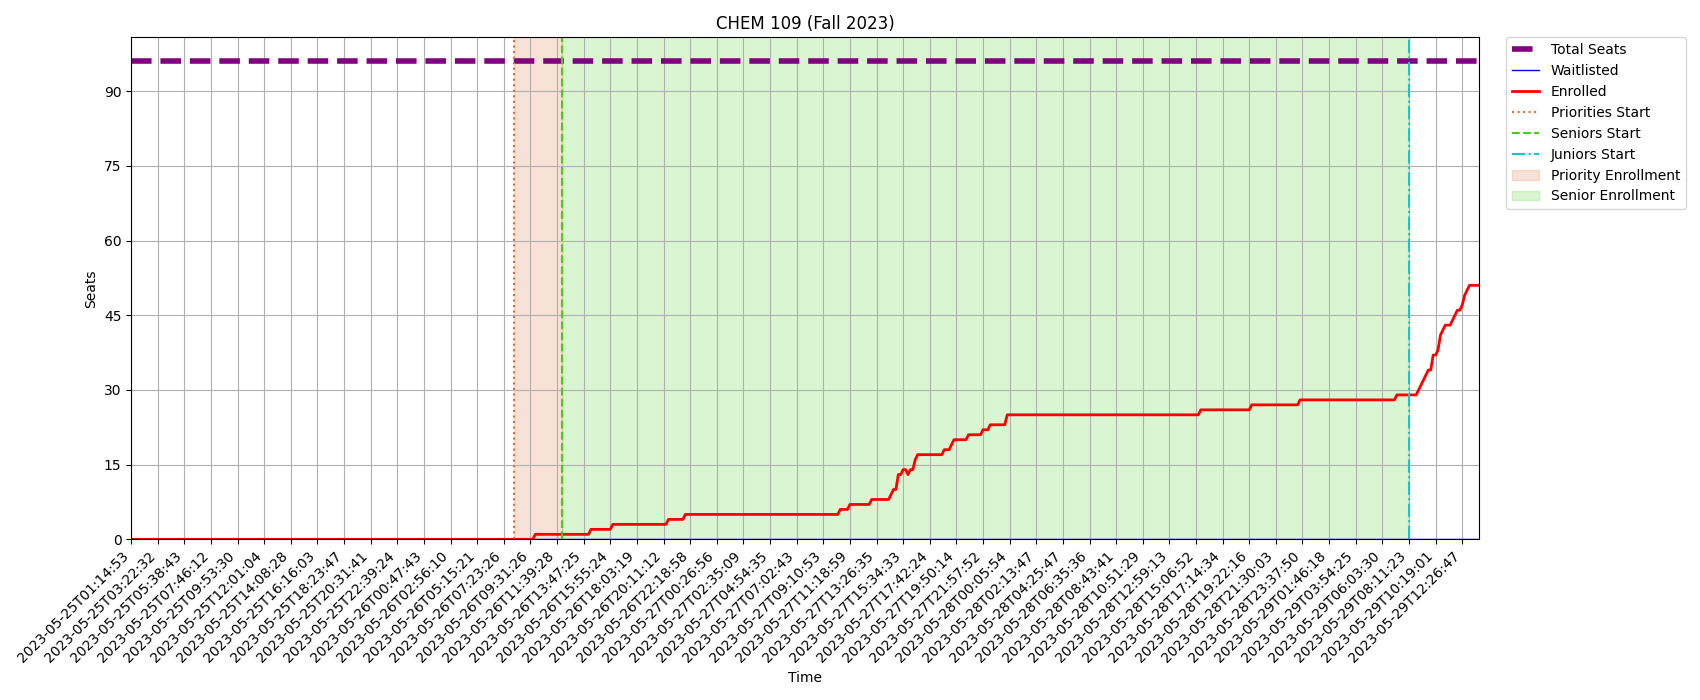 CHEM 109 (Fall 2023)
Total Seats
Waitlisted
Enrolled
Priorities Start
Seniors Start
Juniors Start
Priority Enrollment
Senior Enrollment
Seats
90
75
60
45
30
15
0
2023-05-25T01:14:53
2023-05-25T03:22:32
2023-05-25T05:38:43
2023-05-25T07:46:12
2023-05-25T09:53:30
2023-05-25T12:01:04
2023-05-25T14:08:28
2023-05-25T16:16:03
2023-05-25T18:23:47
2023-05-25T20:31:41
2023-05-25T22:39:24
2023-05-26T00:47:43
2023-05-26T02:56:10
2023-05-26T05:15:21
2023-05-26T07:23:26
2023-05-26T09:31:26
2023-05-26T11:39:28
2023-05-26T13:47:25
2023-05-26T15:55:24
2023-05-26T18:03:19
2023-05-26T20:11:12
2023-05-26T22:18:58
2023-05-27T00:26:56
2023-05-27T02:35:09
2023-05-27T04:54:35
2023-05-27T07:02:43
2023-05-27T09:10:53
2023-05-27T11:18:59
2023-05-27T13:26:35
2023-05-27T15:34:33
2023-05-27T17:42:24
2023-05-27T19:50:14
2023-05-27T21:57:52
2023-05-28T00:05:54
2023-05-28T02:13:47
2023-05-28T04:25:47
2023-05-28T06:35:36
2023-05-28T08:43:41
2023-05-28T10:51:29
2023-05-28T12:59:13
2023-05-28T15:06:52
2023-05-28T17:14:34
2023-05-28T19:22:16
2023-05-28T21:30:03
2023-05-28T23:37:50
2023-05-29T01:46:18
2023-05-29T03:54:25
2023-05-29T06:03:30
2023-05-29T08:11:23
2023-05-29T10:19:01
2023-05-29T12:26:47
Time